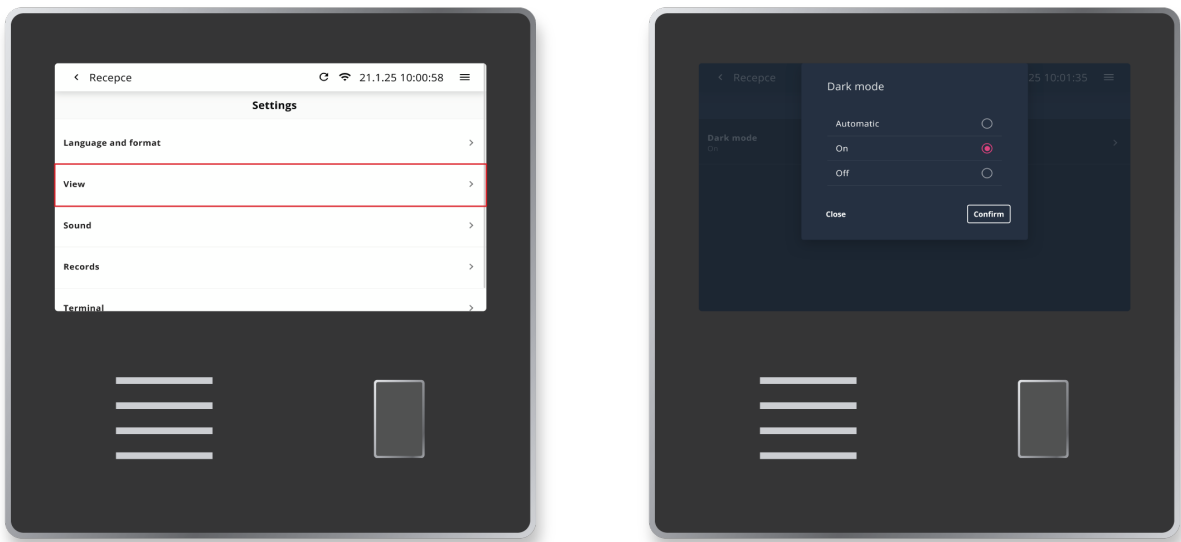 Recepce
21.1.25 10:00:58
Settings
Language and format
View
Sound
Records
Terminal
Recepce
25 10:01:35
Dark mode
On
Dark mode
Automatic
On
Off
Close
Confirm